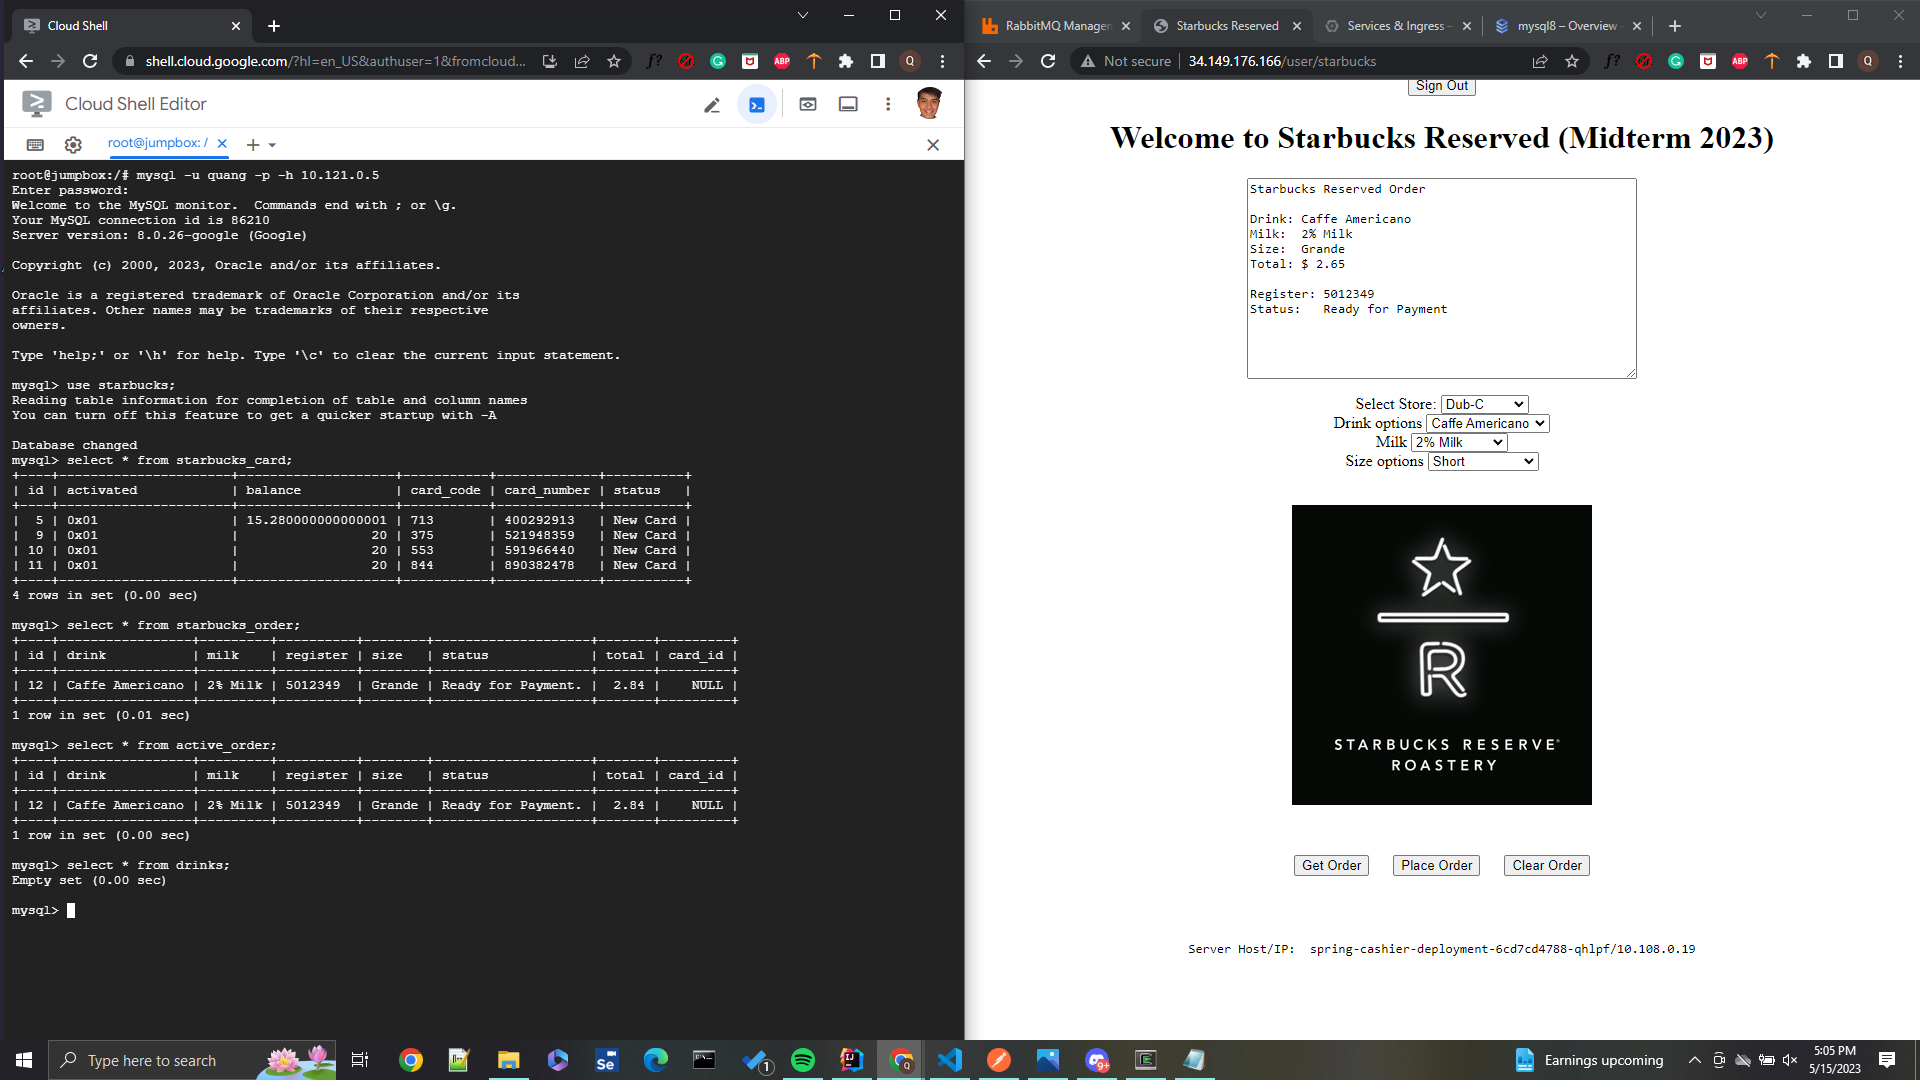 Cloud Shell
shell.cloud.google.com/?hl=en_US&authuser=1&fromcloud...
Cloud Shell Editor
root@jumpbox: /
root@jumpbox:/# mysql -u quang -p -h 10.121.0.5
Enter password:
Welcome to the MySQL monitor.  Commands end with ; or \g.
Your MySQL connection id is 86210
Server version: 8.0.26-google (Google)
Copyright (c) 2000, 2023, Oracle and/or its affiliates.
Oracle is a registered trademark of Oracle Corporation and/or its
affiliates. Other names may be trademarks of their respective
owners.
Type 'help;' or '\h' for help. Type '\c' to clear the current input statement.
mysql> use starbucks;
Reading table information for completion of table and column names
You can turn off this feature to get a quicker startup with -A
Database changed
mysql> select * from starbucks_card;
+----+----------------------+--------------------+-----------+-------------+----------+
| id | activated            | balance            | card_code | card_number | status   |
+----+----------------------+--------------------+-----------+-------------+----------+
|  5 | 0x01                 | 15.280000000000001 | 713       | 400292913   | New Card |
|  9 | 0x01                 |                 20 | 375       | 521948359   | New Card |
| 10 | 0x01                 |                 20 | 553       | 591966440   | New Card |
| 11 | 0x01                 |                 20 | 844       | 890382478   | New Card |
+----+----------------------+--------------------+-----------+-------------+----------+
4 rows in set (0.00 sec)
mysql> select * from starbucks_order;
+----+-----------------+---------+----------+--------+--------------------+-------+---------+
| id | drink           | milk    | register | size   | status             | total | card_id |
+----+-----------------+---------+----------+--------+--------------------+-------+---------+
| 12 | Caffe Americano | 2% Milk | 5012349  | Grande | Ready for Payment. |  2.84 |    NULL |
+----+-----------------+---------+----------+--------+--------------------+-------+---------+
1 row in set (0.01 sec)
mysql> select * from active_order;
+----+-----------------+---------+----------+--------+--------------------+-------+---------+
| id | drink           | milk    | register | size   | status             | total | card_id |
+----+-----------------+---------+----------+--------+--------------------+-------+---------+
| 12 | Caffe Americano | 2% Milk | 5012349  | Grande | Ready for Payment. |  2.84 |    NULL |
+----+-----------------+---------+----------+--------+--------------------+-------+---------+
1 row in set (0.00 sec)
mysql> select * from drinks;
Empty set (0.00 sec)
mysql>
RabbitMQ Managem Starbucks Reserved Services & Ingress – mysql8 – Overview –
Not secure | 34.149.176.166/user/starbucks
Sign Out
Welcome to Starbucks Reserved (Midterm 2023)
Starbucks Reserved Order
Drink: Caffe Americano
Milk:  2% Milk
Size:  Grande
Total: $ 2.65
Register: 5012349
Status:   Ready for Payment
Select Store: Dub-C
Drink options Caffe Americano
Milk 2% Milk
Size options Short
R
STARBUCKS RESERVE®
ROASTERY
Get Order Place Order Clear Order
Server Host/IP:  spring-cashier-deployment-6cd7cd4788-qhlpf/10.108.0.19
Type here to search
Earnings upcoming
5:05 PM
5/15/2023